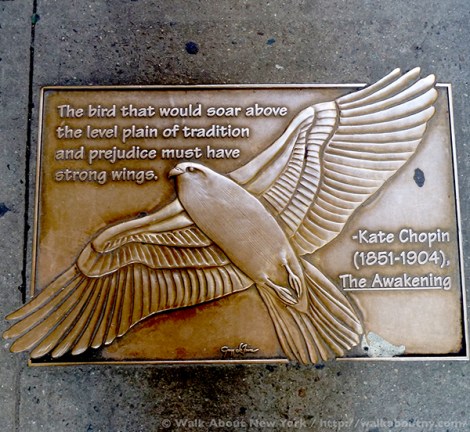 The bird that would soar above
the level plain of tradition
and prejudice must have
strong wings.
-Kate Chopin
(1851-1904),
The Awakening
© Walk About New York / http://walkaboutny.com/